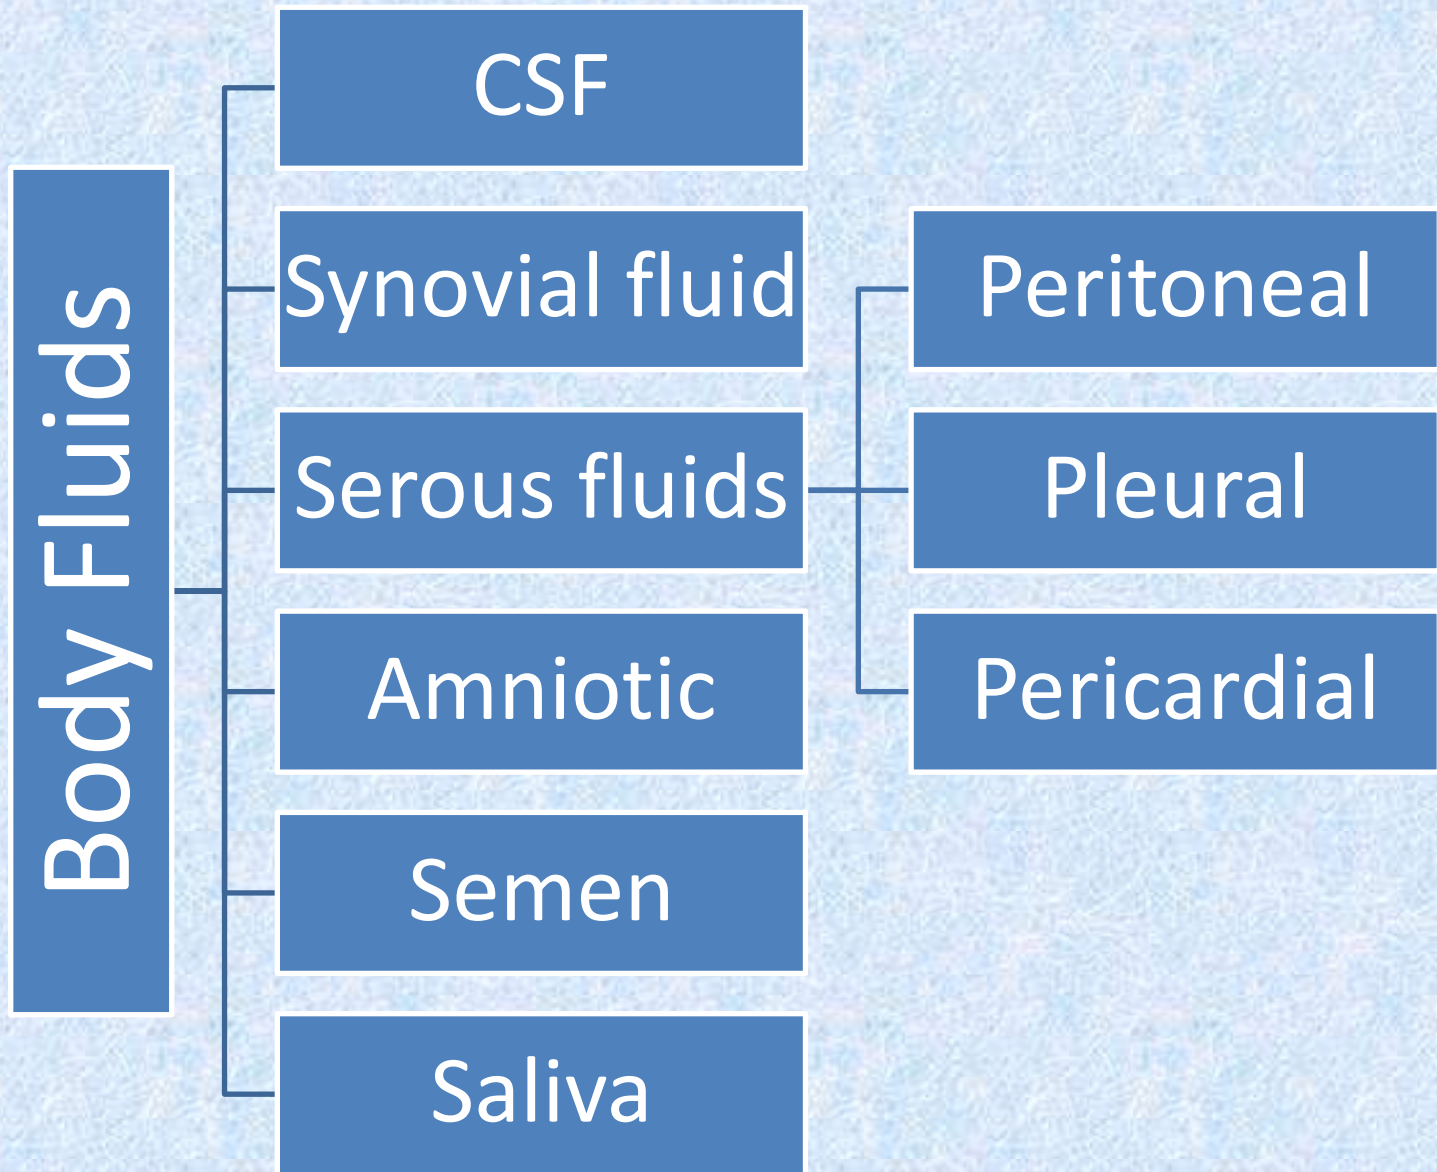 Body Fluids
CSF
Synovial fluid
Serous fluids
Peritoneal
Pleural
Pericardial
Amniotic
Semen
Saliva